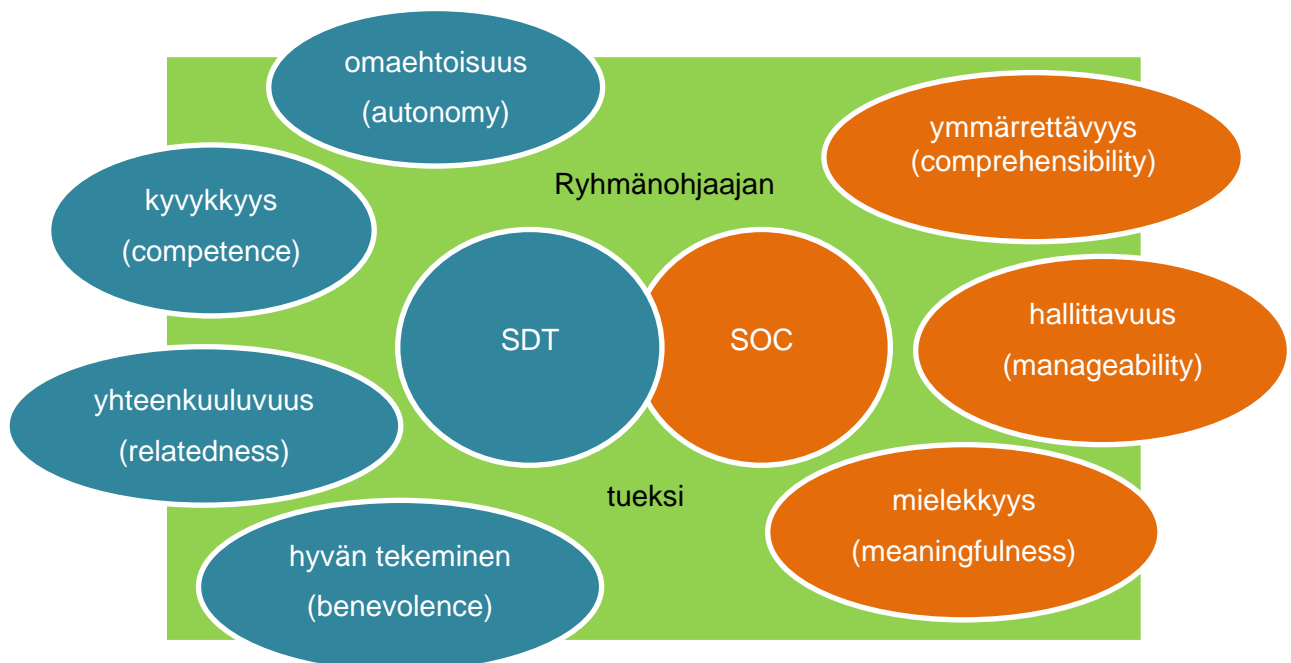 omaehtoisuus
(autonomy)
kyvykkyys
(competence)
yhteenkuuluvuus
(relatedness)
hyvän tekeminen
(benevolence)
Ryhmänohjaajan
SDT
SOC
tueksi
ymmärrettävyys
(comprehensibility)
hallittavuus
(manageability)
mielekkyys
(meaningfulness)